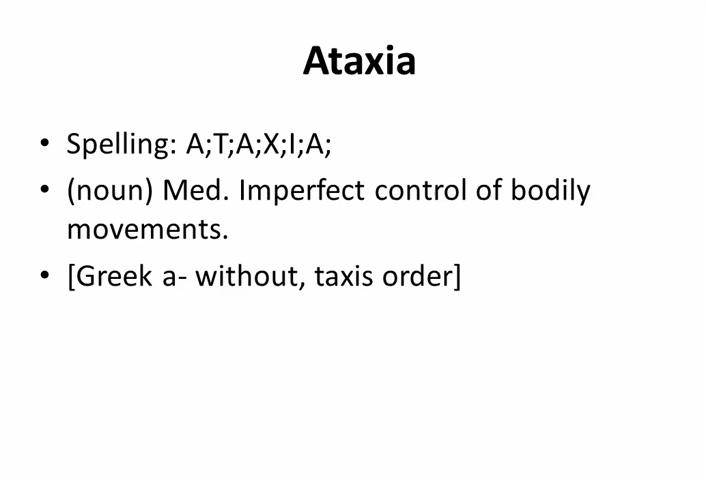 Ataxia
• Spelling: A;T;A;X;I;A;
• (noun) Med. Imperfect control of bodily
movements.
• [Greek a- without, taxis order]